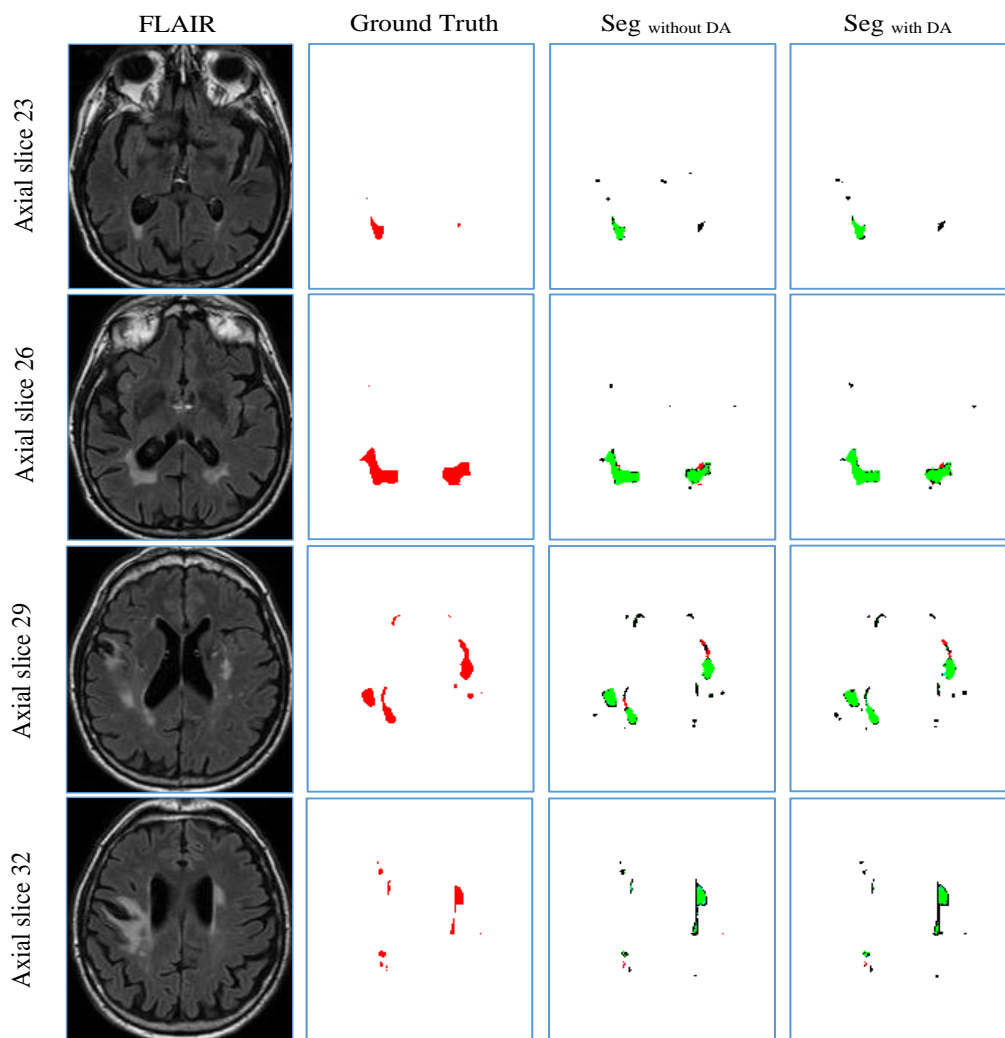 FLAIR
Ground Truth
Seg without DA
Seg with DA
Axial slice 23
Axial slice 26
Axial slice 29
Axial slice 32